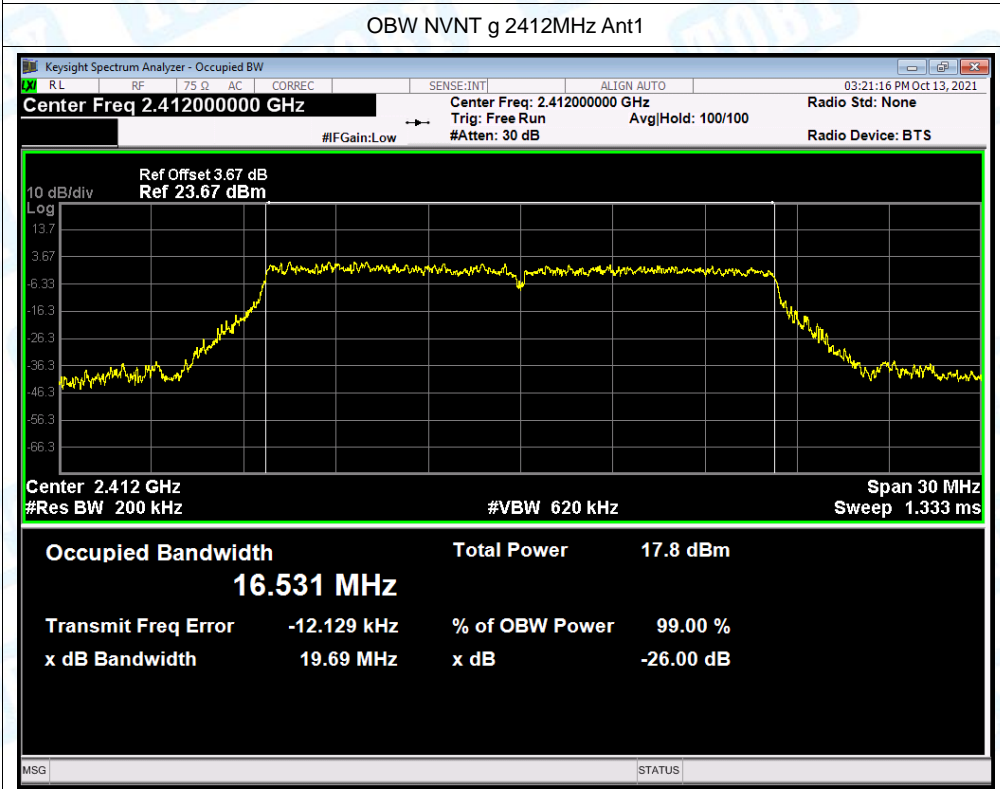 OBW NVNT g 2412MHz Ant1
Keysight Spectrum Analyzer - Occupied BW
LXI RL RF 75 Ω AC CORREC SENSE:INT ALIGN AUTO 03:21:16 PM Oct 13, 2021
Center Freq 2.412000000 GHz Center Freq: 2.412000000 GHz Radio Std: None
Trig: Free Run Avg|Hold: 100/100
#IFGain:Low #Atten: 30 dB Radio Device: BTS
Ref Offset 3.67 dB
10 dB/div Ref 23.67 dBm
Log
13.7
3.67
-6.33
-16.3
-26.3
-36.3
-46.3
-56.3
-66.3
Center 2.412 GHz Span 30 MHz
#Res BW 200 kHz #VBW 620 kHz Sweep 1.333 ms
Occupied Bandwidth Total Power 17.8 dBm
16.531 MHz
Transmit Freq Error -12.129 kHz % of OBW Power 99.00 %
x dB Bandwidth 19.69 MHz x dB -26.00 dB
MSG STATUS
TOBY